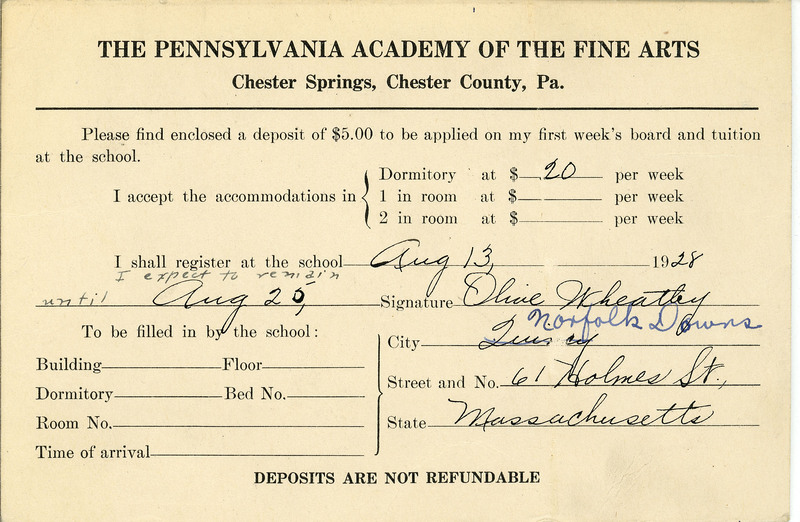 THE PENNSYLVANIA ACADEMY OF THE FINE ARTS
Chester Springs, Chester County, Pa.
Please find enclosed a deposit of $5.00 to be applied on my first week's board and tuition
at the school.
I accept the accommodations in
Dormitory at $ 20 per week
1 in room at $ per week
2 in room at $ per week
I shall register at the school Aug 13, 1928
I expect to remain
until Aug 25,
Signature Olive Wheatley
To be filled in by the school:
Norfolk Downs
City Quincy
Building Floor
Street and No. 61 Holmes St.,
Dormitory Bed No.
Room No.
State Massachusetts
Time of arrival
DEPOSITS ARE NOT REFUNDABLE